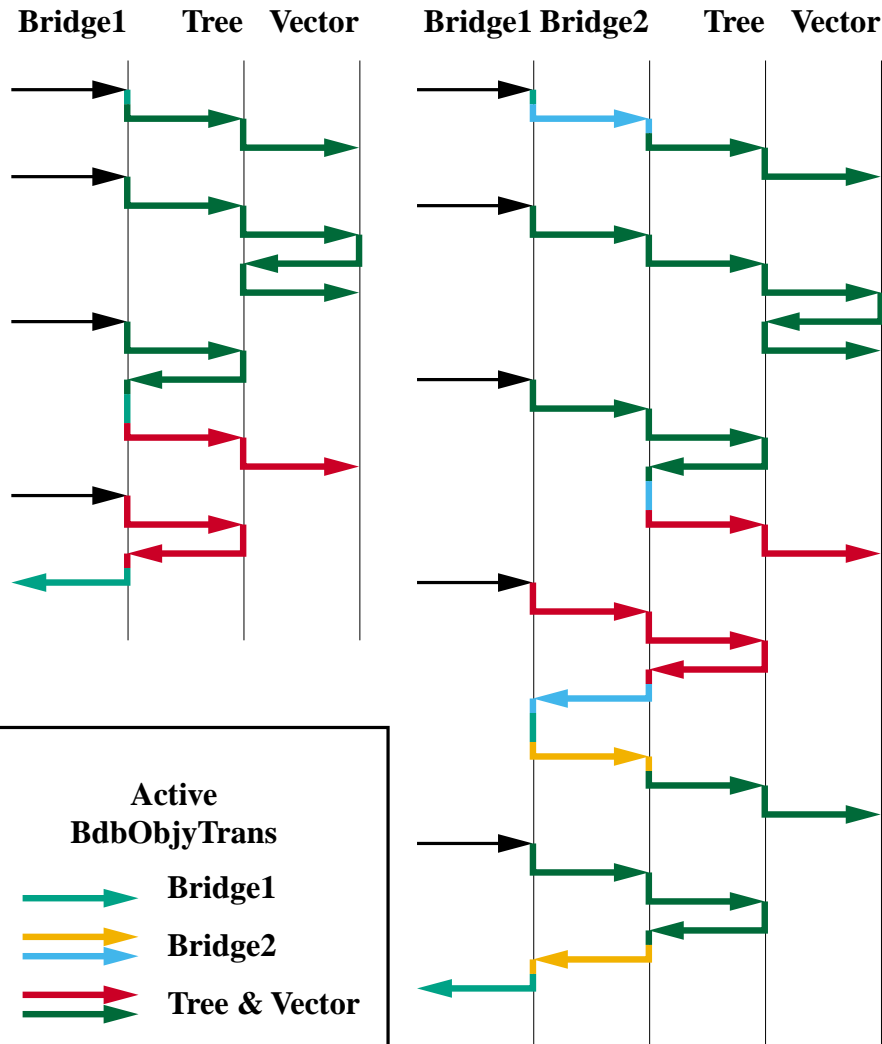 Bridge1 Tree Vector
Bridge1 Bridge2 Tree Vector
Active
BdbObjyTrans
Bridge1
Bridge2
Tree & Vector